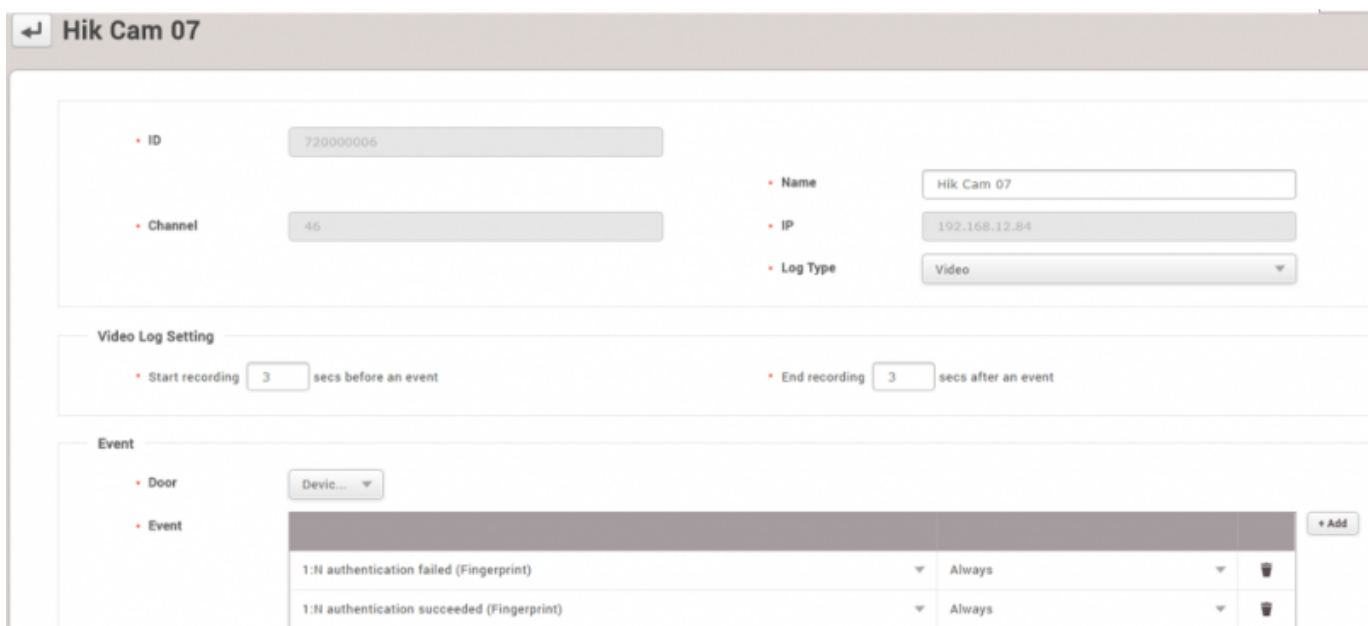 Hik Cam 07
ID 720000006
Name Hik Cam 07
Channel 46 IP 192.168.12.84
Log Type Video
Video Log Setting
Start recording 3 secs before an event End recording 3 secs after an event
Event
Door Devic...
Event + Add
1:N authentication failed (Fingerprint) Always
1:N authentication succeeded (Fingerprint) Always